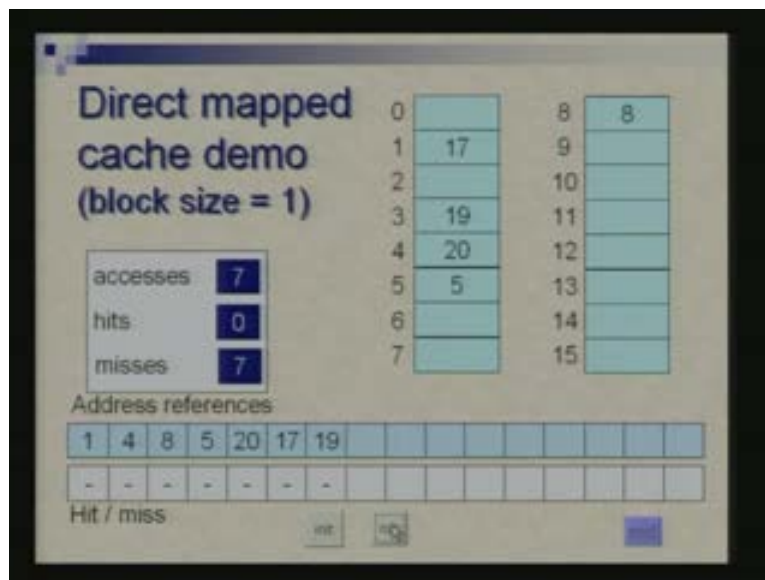 Direct mapped
cache demo
(block size = 1)
accesses 7
hits 0
misses 7
0
1 17
2
3 19
4 20
5 5
6
7
8 8
9
10
11
12
13
14
15
Address references
1 4 8 5 20 17 19
- - - - - - -
Hit / miss
init